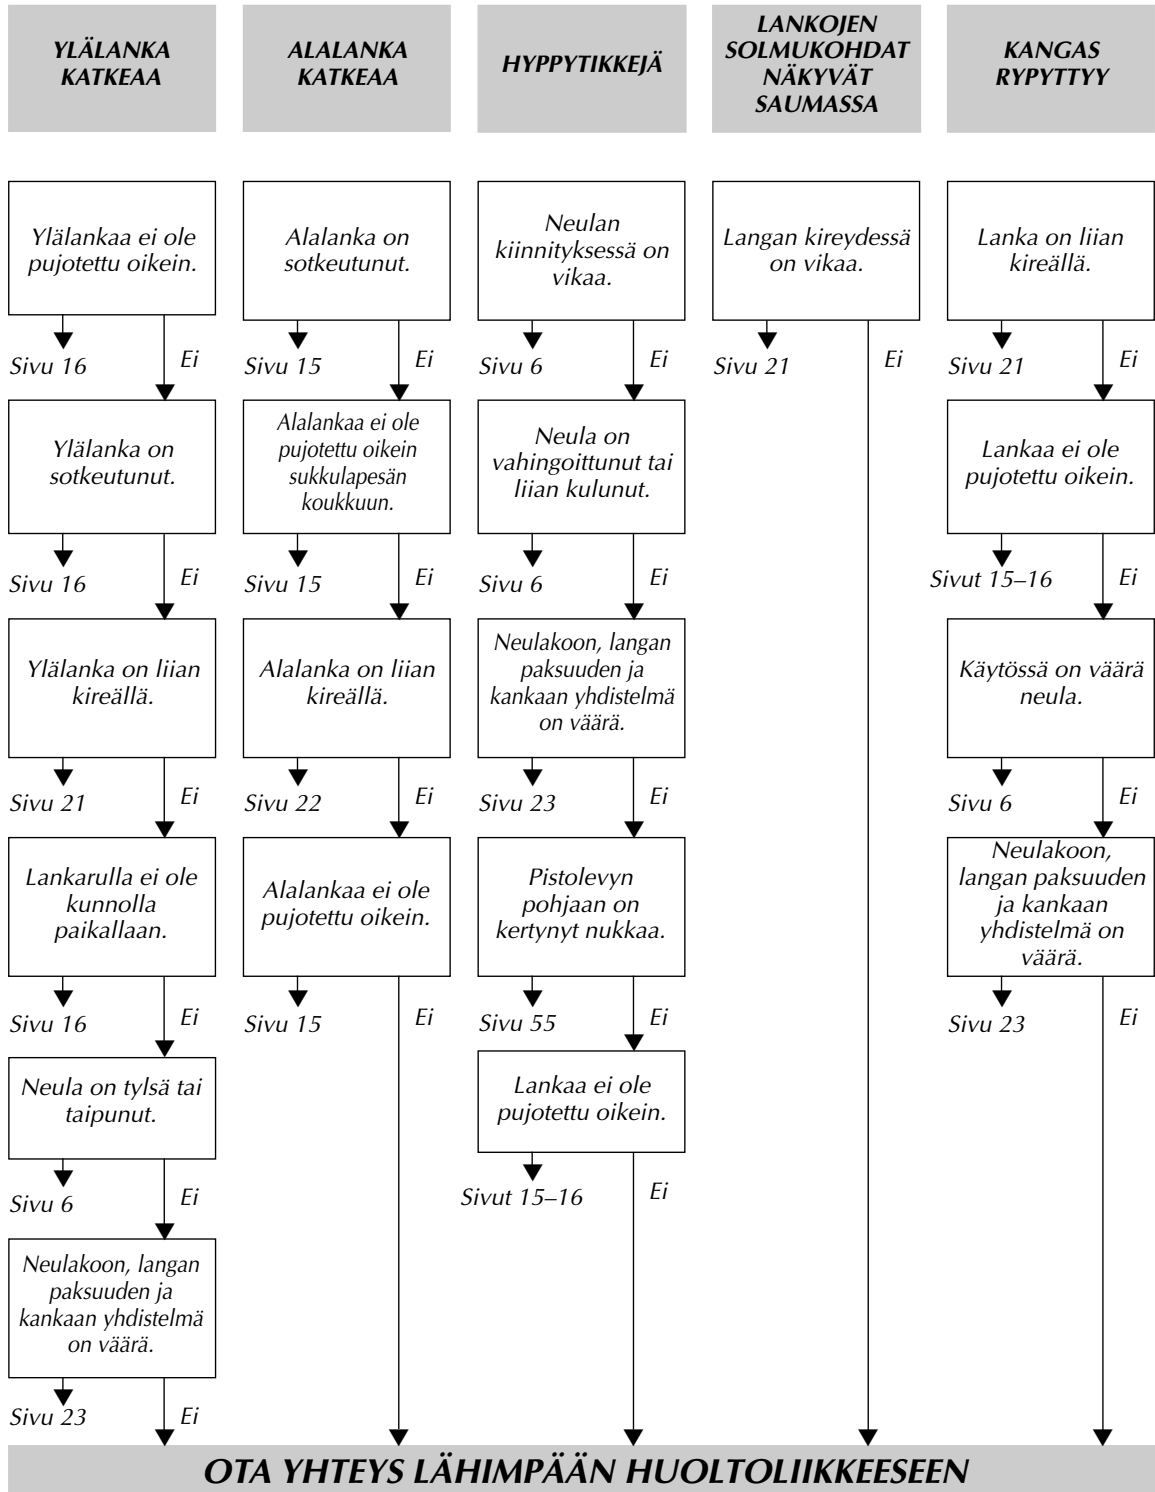 YLÄLANKA
KATKEAA
ALALANKA
KATKEAA
HYPPYTIKKEJÄ
LANKOJEN
SOLMUKOHDAT
NÄKYVÄT
SAUMASSA
KANGAS
RYPYTTYY
Ylälankaa ei ole
pujotettu oikein.
Sivu 16
Ei
Ylälanka on
sotkeutunut.
Sivu 16
Ei
Ylälanka on liian
kireällä.
Sivu 21
Ei
Lankarulla ei ole
kunnolla
paikallaan.
Sivu 16
Ei
Neula on tylsä tai
taipunut.
Sivu 6
Ei
Neulakoon, langan
paksuuden ja
kankaan yhdistelmä
on väärä.
Sivu 23
Ei
Alalanka on
sotkeutunut.
Sivu 15
Ei
Alalankaa ei ole
pujotettu oikein
sukkulapesän
koukkuun.
Sivu 15
Ei
Alalanka on liian
kireällä.
Sivu 22
Ei
Alalankaa ei ole
pujotettu oikein.
Sivu 15
Ei
Neulan
kiinnityksessä on
vikaa.
Sivu 6
Ei
Neula on
vahingoittunut tai
liian kulunut.
Sivu 6
Ei
Neulakoon, langan
paksuuden ja
kankaan yhdistelmä
on väärä.
Sivu 23
Ei
Pistolevyn
pohjaan on
kertynyt nukkaa.
Sivu 55
Ei
Lankaa ei ole
pujotettu oikein.
Sivut 15–16
Ei
Langan kireydessä
on vikaa.
Sivu 21
Ei
Lanka on liian
kireällä.
Sivu 21
Ei
Lankaa ei ole
pujotettu oikein.
Sivut 15–16
Ei
Käytössä on väärä
neula.
Sivu 6
Ei
Neulakoon,
langan paksuuden
ja kankaan
yhdistelmä on
väärä.
Sivu 23
Ei
OTA YHTEYS LÄHIMPÄÄN HUOLTOLIIKKEESEEN